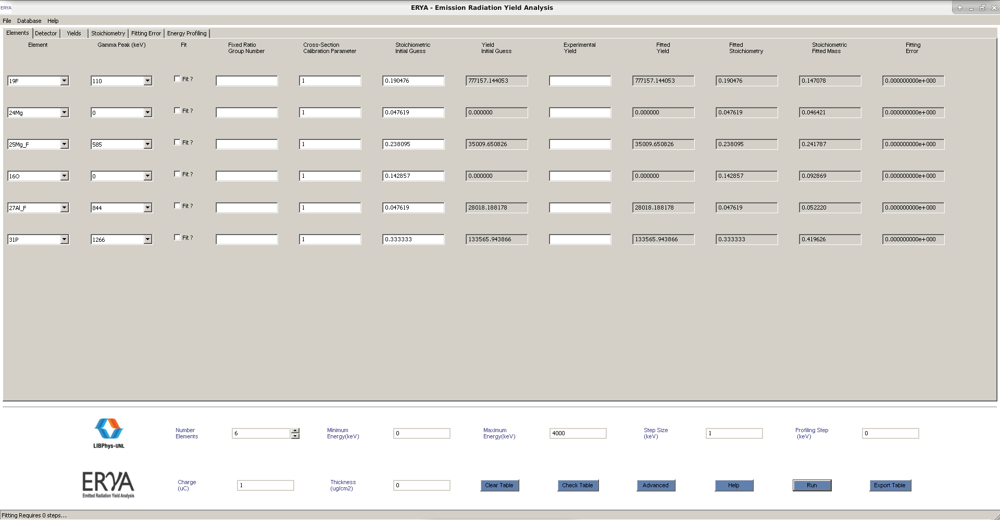 ERYA
ERYA - Emission Radiation Yield Analysis
File Database Help
Elements Detector Yields Stoichiometry Fitting Error Energy Profiling
Element Gamma Peak (keV) Fit Fixed Ratio Cross-Section Stoichiometric Yield Experimental Fitted Fitted Stoichiometric Fitting
Group Number Calibration Parameter Initial Guess Initial Guess Yield Yield Stoichiometry Fitted Mass Error
19F 110 Fit ? 1 0.190476 777157.144053 777157.144053 0.190476 0.147078 0.000000000e+000
24Mg 0 Fit ? 1 0.047619 0.000000 0.000000 0.047619 0.046421 0.000000000e+000
25Mg_F 585 Fit ? 1 0.238095 35009.650826 35009.650826 0.238095 0.241787 0.000000000e+000
16O 0 Fit ? 1 0.142857 0.000000 0.000000 0.142857 0.092869 0.000000000e+000
27Al_F 844 Fit ? 1 0.047619 28018.188178 28018.188178 0.047619 0.052220 0.000000000e+000
31P 1266 Fit ? 1 0.333333 133565.943866 133565.943866 0.333333 0.419626 0.000000000e+000
LIBPhys-UNL
Number 6 Minimum 0 Maximum 4000 Step Size 1 Profiling Step 0
Elements Energy(keV) Energy(keV) (keV) (keV)
ERYA
Emitted Radiation Yield Analysis
Charge 1 Thickness 0 Clear Table Check Table Advanced Help Run Export Table
(uC) (ug/cm2)
Fitting Requires 0 steps...